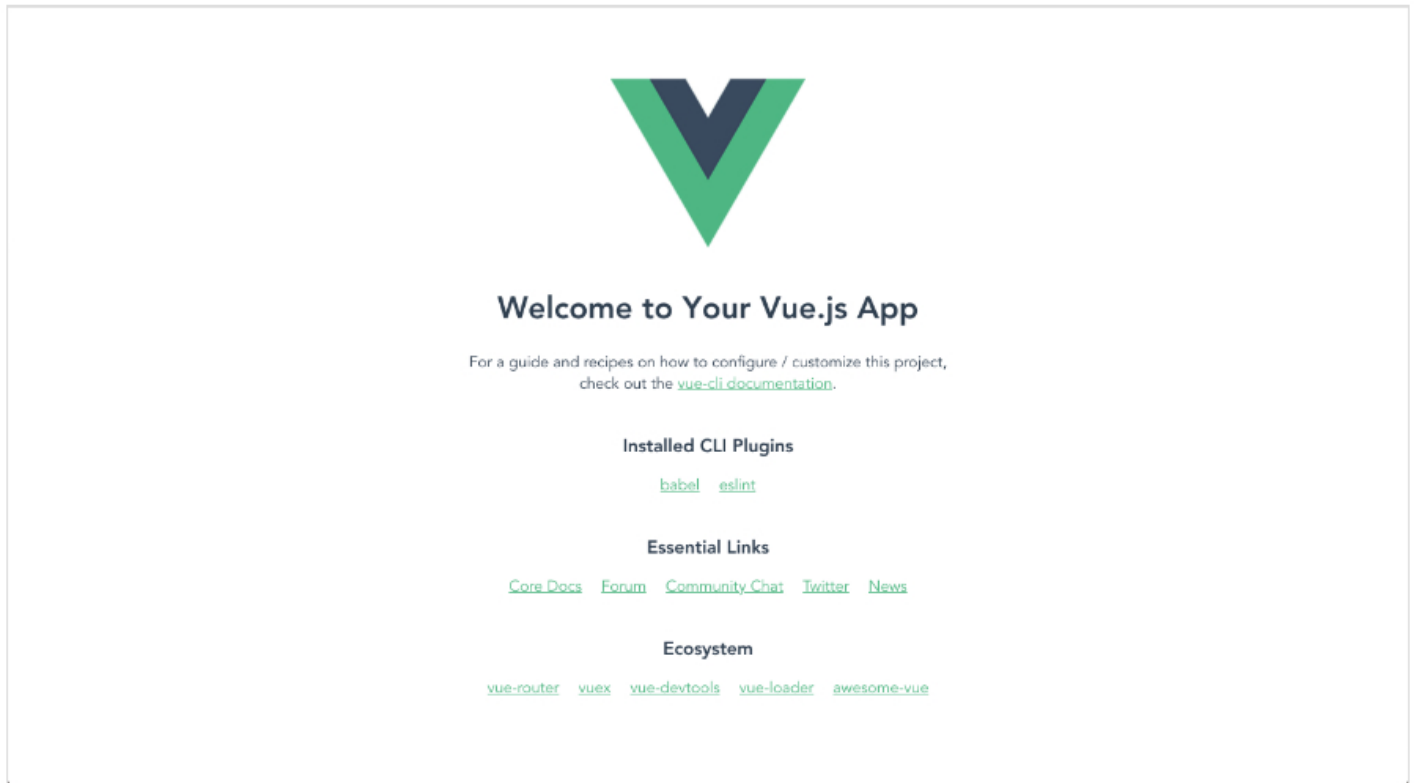 Welcome to Your Vue.js App
For a guide and recipes on how to configure / customize this project,
check out the vue-cli documentation.
Installed CLI Plugins
babel eslint
Essential Links
Core Docs Forum Community Chat Twitter News
Ecosystem
vue-router vuex vue-devtools vue-loader awesome-vue